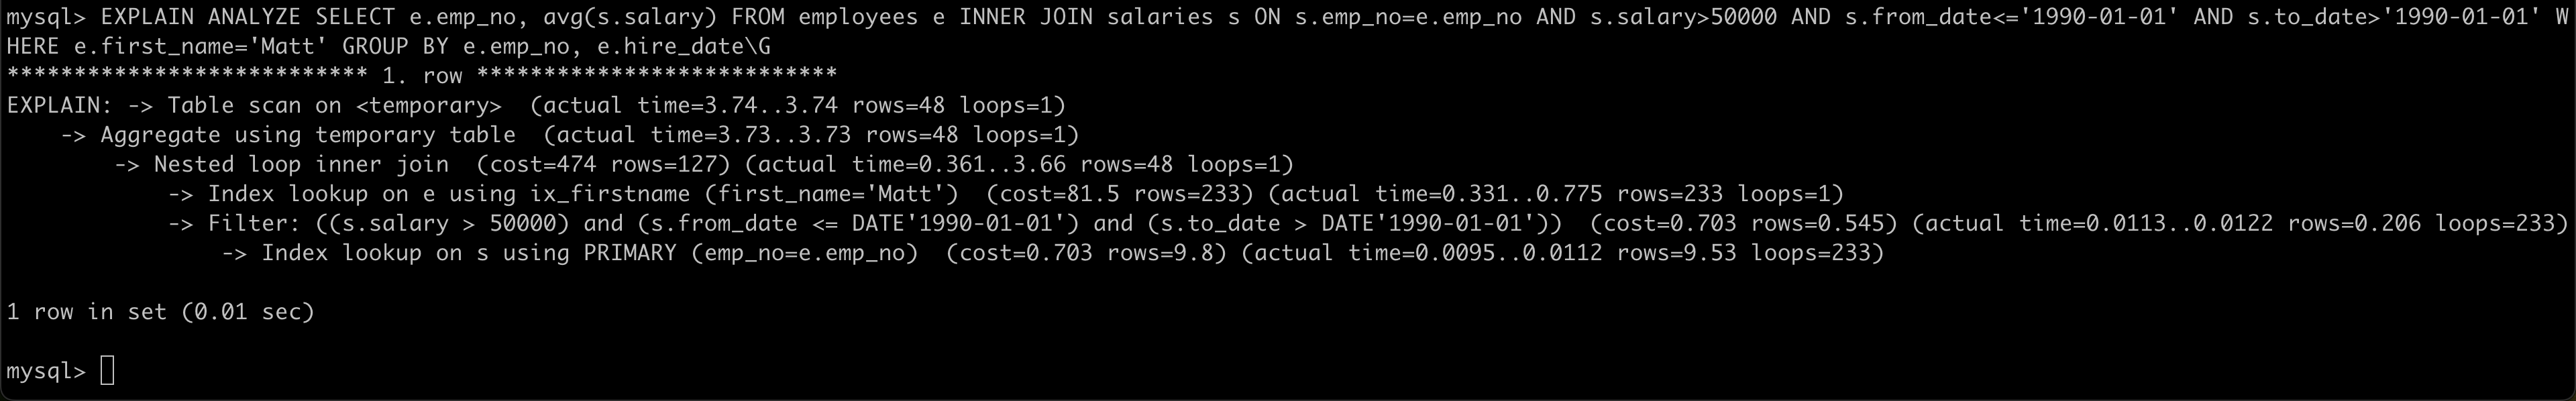 mysql> EXPLAIN ANALYZE SELECT e.emp_no, avg(s.salary) FROM employees e INNER JOIN salaries s ON s.emp_no=e.emp_no AND s.salary>50000 AND s.from_date<='1990-01-01' AND s.to_date>'1990-01-01' W
HERE e.first_name='Matt' GROUP BY e.emp_no, e.hire_date\G
*************************** 1. row ***************************
EXPLAIN: -> Table scan on <temporary>  (actual time=3.74..3.74 rows=48 loops=1)
    -> Aggregate using temporary table  (actual time=3.73..3.73 rows=48 loops=1)
        -> Nested loop inner join  (cost=474 rows=127) (actual time=0.361..3.66 rows=48 loops=1)
            -> Index lookup on e using ix_firstname (first_name='Matt')  (cost=81.5 rows=233) (actual time=0.331..0.775 rows=233 loops=1)
            -> Filter: ((s.salary > 50000) and (s.from_date <= DATE'1990-01-01') and (s.to_date > DATE'1990-01-01'))  (cost=0.703 rows=0.545) (actual time=0.0113..0.0122 rows=0.206 loops=233)
                -> Index lookup on s using PRIMARY (emp_no=e.emp_no)  (cost=0.703 rows=9.8) (actual time=0.0095..0.0112 rows=9.53 loops=233)
1 row in set (0.01 sec)
mysql>